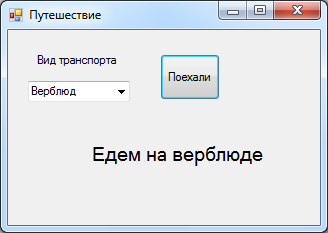 Путешествие
Вид транспорта
Верблюд
Поехали
Едем на верблюде